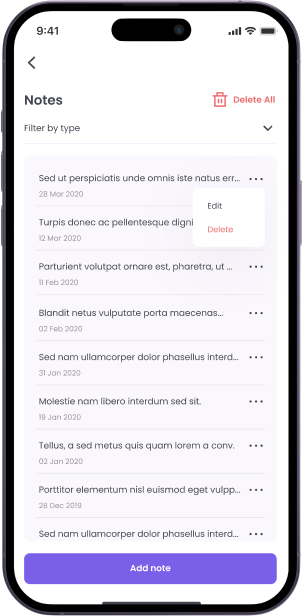 9:41
Notes
Delete All
Filter by type
Sed ut perspiciatis unde omnis iste natus err...
28 Mar 2020
Edit
Delete
Turpis donec ac pellentesque digni
12 Mar 2020
Parturient volutpat ornare est, pharetra, ut ...
11 Feb 2020
Blandit netus vulputate porta maecenas...
02 Feb 2020
Sed nam ullamcorper dolor phasellus interd...
31 Jan 2020
Molestie nam libero interdum sed sit.
19 Jan 2020
Tellus, a sed metus quis quam lorem a conv.
02 Jan 2020
Porttitor elementum nisl euismod eget vulpp...
28 Dec 2019
Sed nam ullamcorper dolor phasellus interd...
Add note